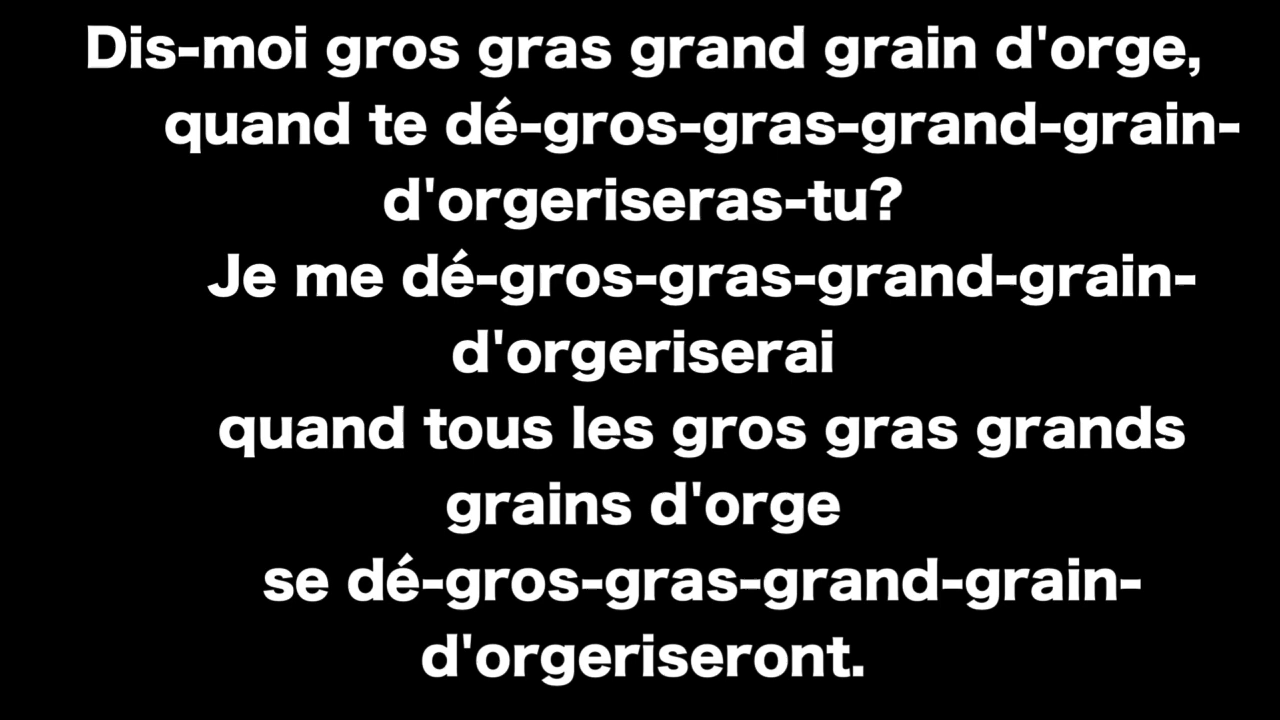 Dis-moi gros gras grand grain d'orge,
quand te dé-gros-gras-grand-grain-
d'orgeriseras-tu?
Je me dé-gros-gras-grand-grain-
d'orgeriserai
quand tous les gros gras grands
grains d'orge
se dé-gros-gras-grand-grain-
d'orgeriseront.